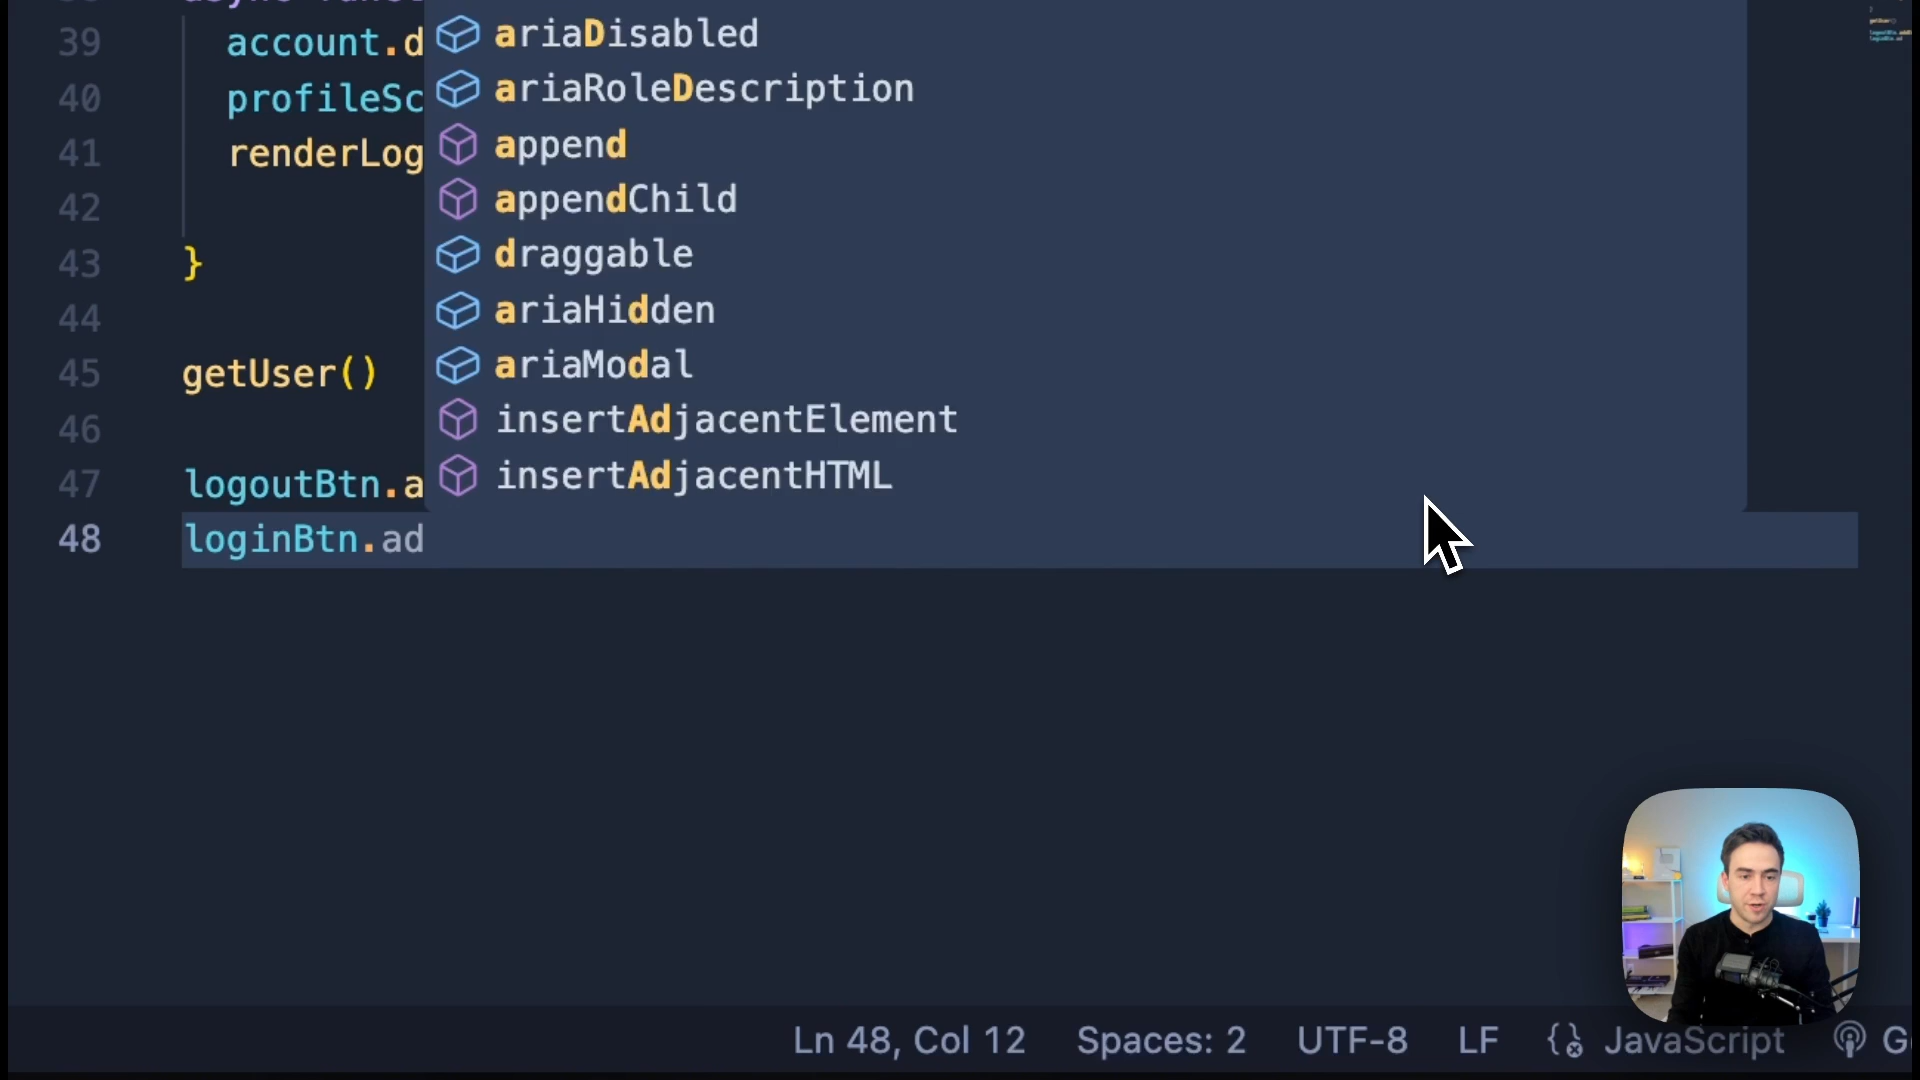 39 account.d ariaDisabled
40 profileSc ariaRoleDescription
41 renderLog append
42 appendChild
43 } draggable
44 ariaHidden
45 getUser() ariaModal
46 insertAdjacentElement
47 logoutBtn.a insertAdjacentHTML
48 loginBtn.ad
Ln 48, Col 12 Spaces: 2 UTF-8 LF JavaScript G